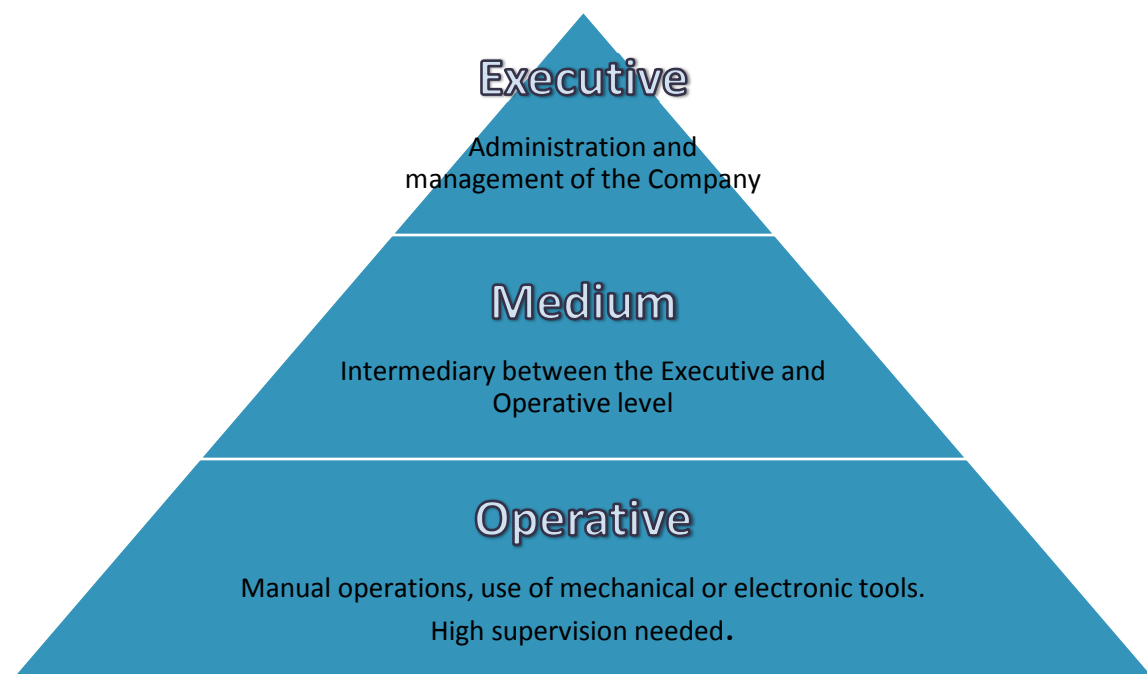 Executive
Administration and
management of the Company
Medium
Intermediary between the Executive and
Operative level
Operative
Manual operations, use of mechanical or electronic tools.
High supervision needed.